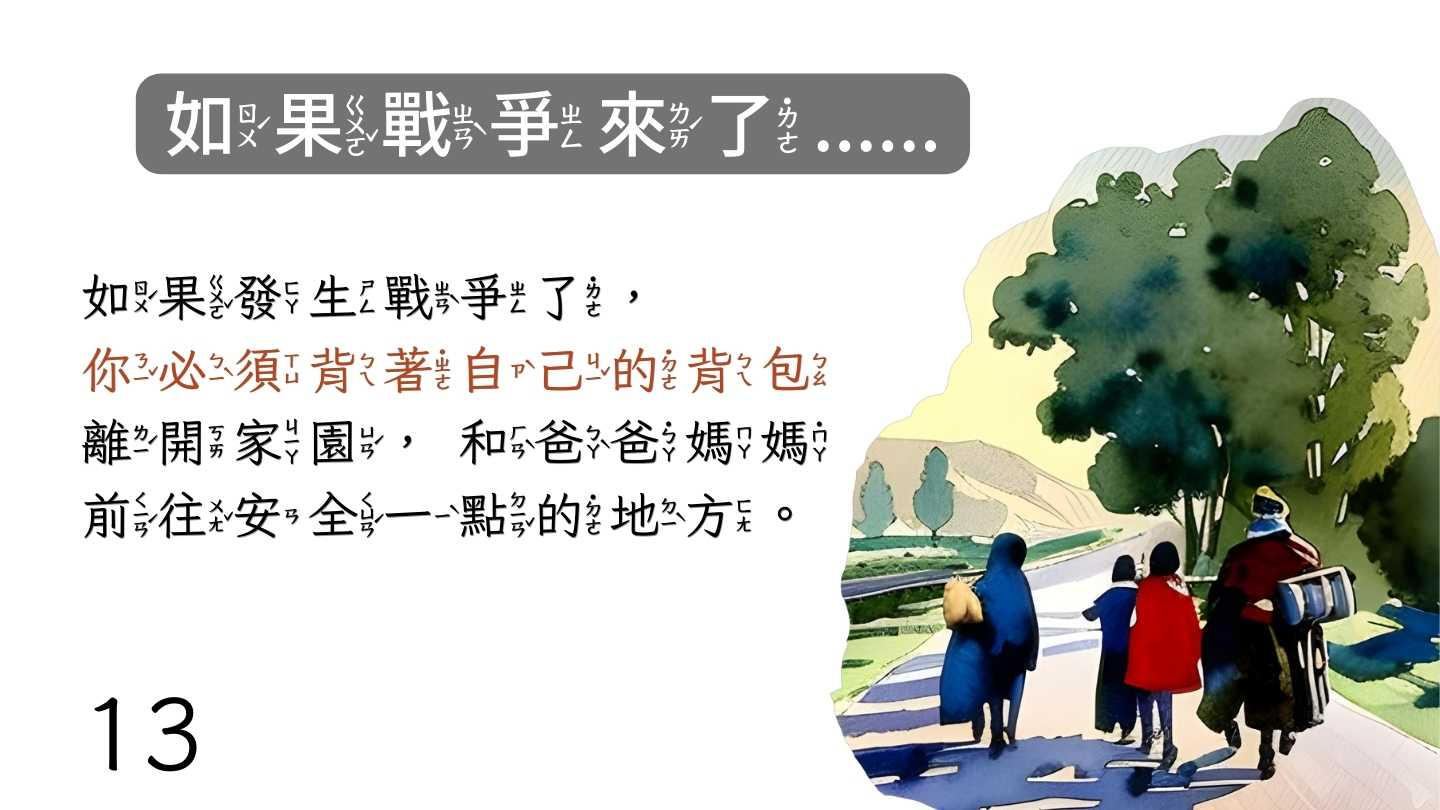 如果戰爭來了......
如果發生戰爭了，
你必須背著自己的背包
離開家園， 和爸爸媽媽
前往安全一點的地方。
13